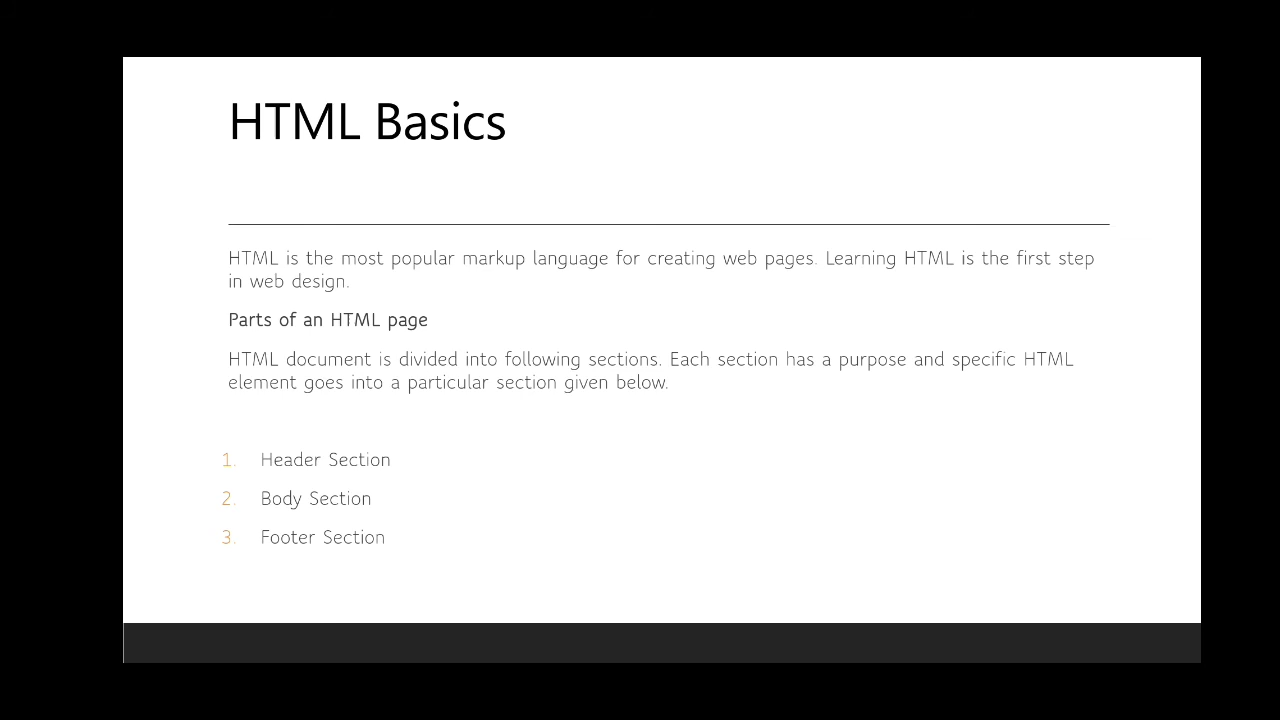 HTML Basics
HTML is the most popular markup language for creating web pages. Learning HTML is the first step
in web design.
Parts of an HTML page
HTML document is divided into following sections. Each section has a purpose and specific HTML
element goes into a particular section given below.
1. Header Section
2. Body Section
3. Footer Section